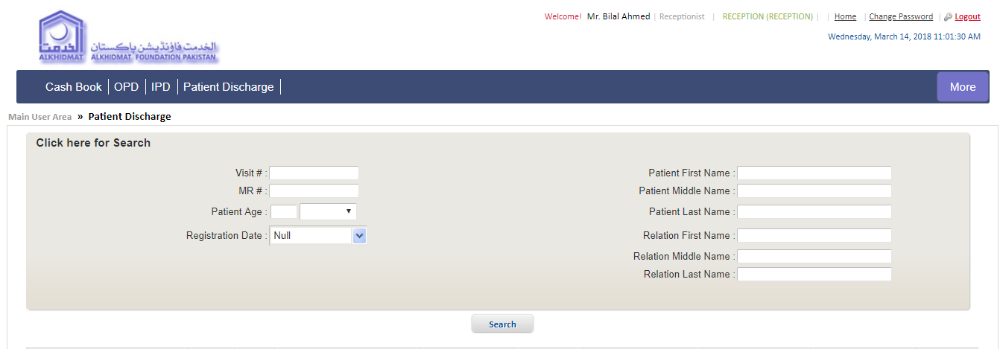 Welcome! Mr. Bilal Ahmed | Receptionist | RECEPTION (RECEPTION) | | Home | Change Password | Logout
Wednesday, March 14, 2018 11:01:30 AM
الخدمت
ALKHIDMAT
الخدمت فاؤنڈیشن پاکستان
ALKHIDMAT FOUNDATION PAKISTAN
Cash Book | OPD | IPD | Patient Discharge | More
Main User Area » Patient Discharge
Click here for Search
Visit # : Patient First Name :
MR # : Patient Middle Name :
Patient Age : Patient Last Name :
Registration Date : Null Relation First Name :
Relation Middle Name :
Relation Last Name :
Search